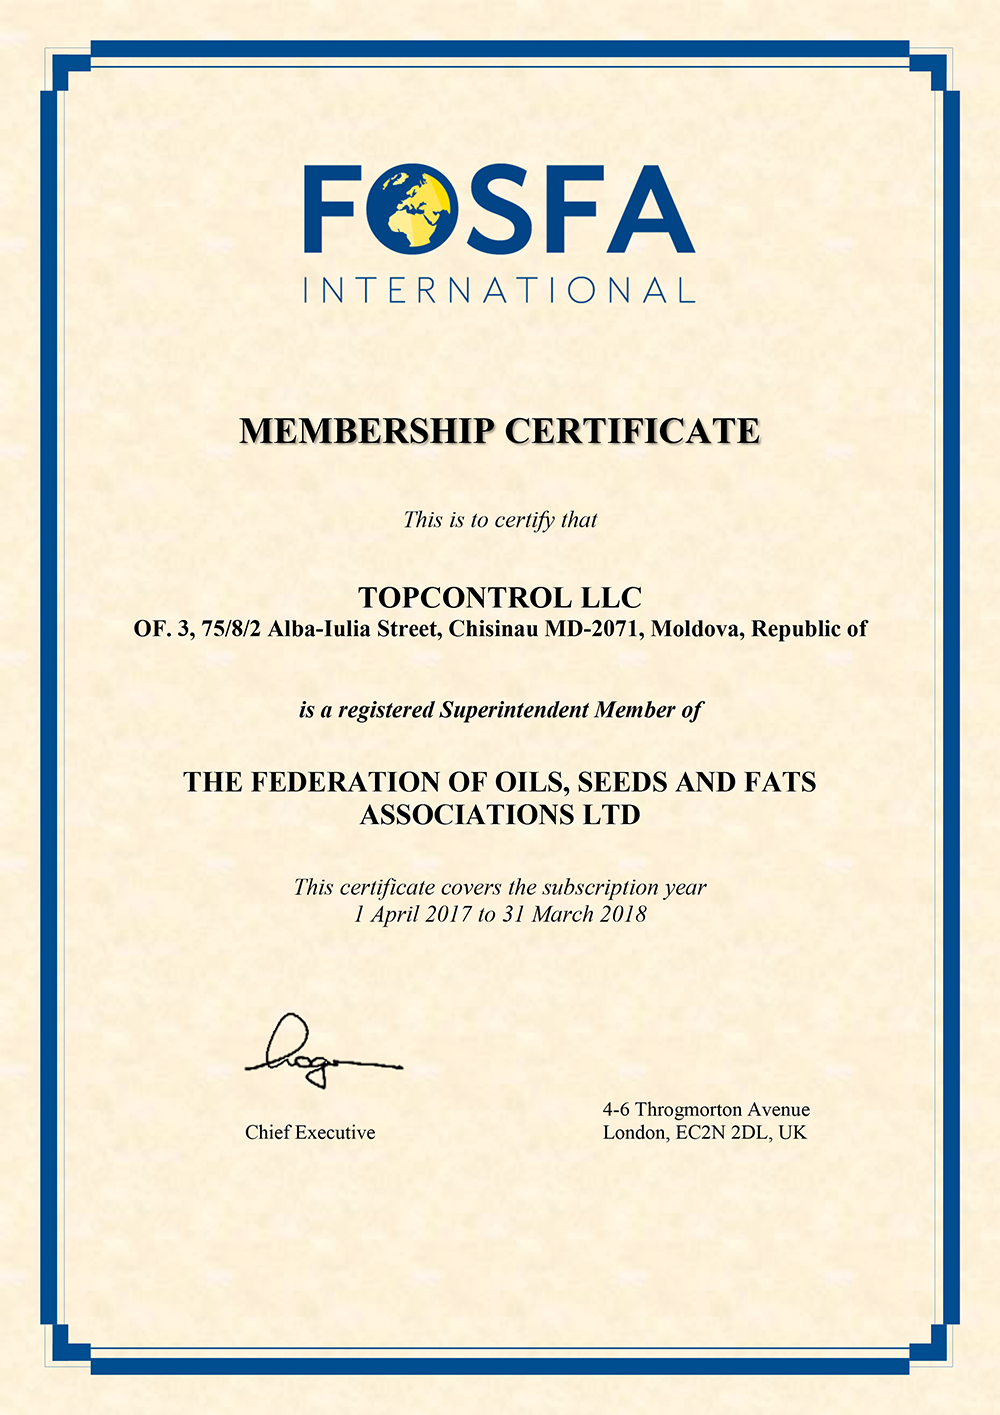 FOSFA
INTERNATIONAL
MEMBERSHIP CERTIFICATE
This is to certify that
TOPCONTROL LLC
OF. 3, 75/8/2 Alba-Iulia Street, Chisinau MD-2071, Moldova, Republic of
is a registered Superintendent Member of
THE FEDERATION OF OILS, SEEDS AND FATS
ASSOCIATIONS LTD
This certificate covers the subscription year
1 April 2017 to 31 March 2018
Chief Executive
4-6 Throgmorton Avenue
London, EC2N 2DL, UK